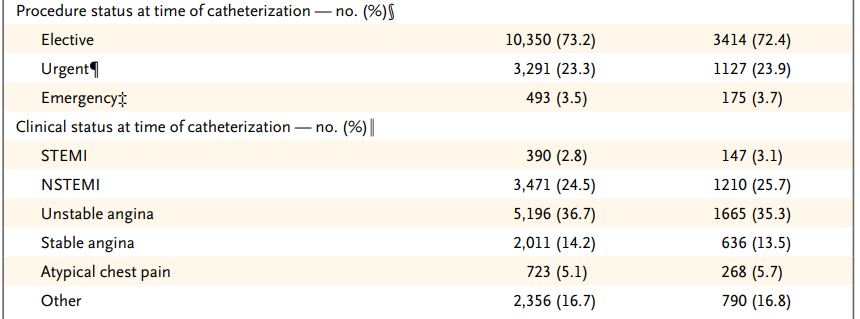 Procedure status at time of catheterization — no. (%)§
Elective 10,350 (73.2) 3414 (72.4)
Urgent¶ 3,291 (23.3) 1127 (23.9)
Emergency‡ 493 (3.5) 175 (3.7)
Clinical status at time of catheterization — no. (%)‖
STEMI 390 (2.8) 147 (3.1)
NSTEMI 3,471 (24.5) 1210 (25.7)
Unstable angina 5,196 (36.7) 1665 (35.3)
Stable angina 2,011 (14.2) 636 (13.5)
Atypical chest pain 723 (5.1) 268 (5.7)
Other 2,356 (16.7) 790 (16.8)